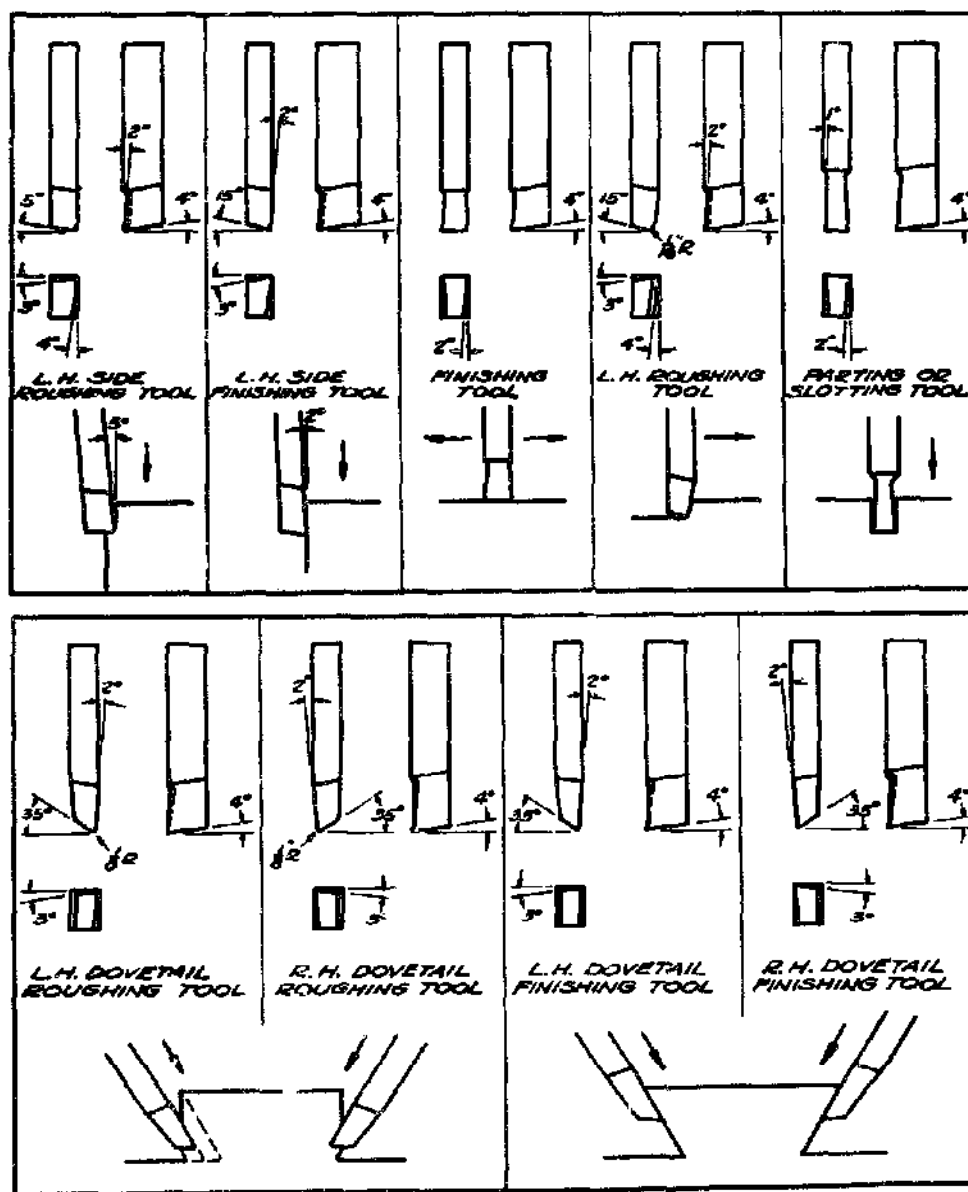 2°
5°
4°
3°
4°
L.H. SIDE
ROUGHING TOOL
5°
2°
15°
4°
3°
L.H. SIDE
FINISHING TOOL
2°
4°
2°
FINISHING
TOOL
2°
15°
4°
3°
4°
L.H. ROUGHING
TOOL
1°
4°
2°
PARTING OR
SLOTTING TOOL
2°
35°
4°
3°
L.H. DOVETAIL
ROUGHING TOOL
2°
35°
4°
3
R.H. DOVETAIL
ROUGHING TOOL
2°
35°
4°
3°
L.H. DOVETAIL
FINISHING TOOL
2°
35°
4°
3°
R.H. DOVETAIL
FINISHING TOOL